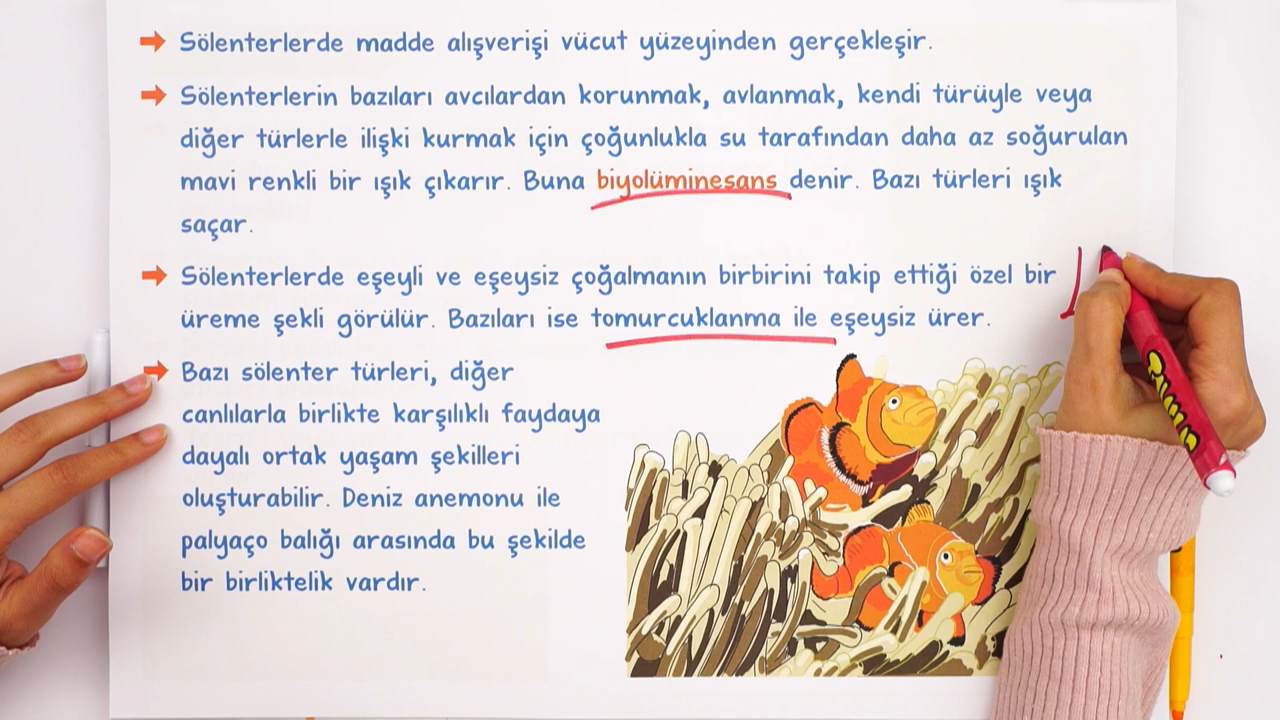 Sölenterlerde madde alışverişi vücut yüzeyinden gerçekleşir.
Sölenterlerin bazıları avcılardan korunmak, avlanmak, kendi türüyle veya
diğer türlerle ilişki kurmak için çoğunlukla su tarafından daha az soğurulan
mavi renkli bir ışık çıkarır. Buna biyolüminesans denir. Bazı türleri ışık
saçar.
Sölenterlerde eşeyli ve eşeysiz çoğalmanın birbirini takip ettiği özel bir
üreme şekli görülür. Bazıları ise tomurcuklanma ile eşeysiz ürer.
Bazı sölenter türleri, diğer
canlılarla birlikte karşılıklı faydaya
dayalı ortak yaşam şekilleri
oluşturabilir. Deniz anemonu ile
palyaço balığı arasında bu şekilde
bir birliktelik vardır.